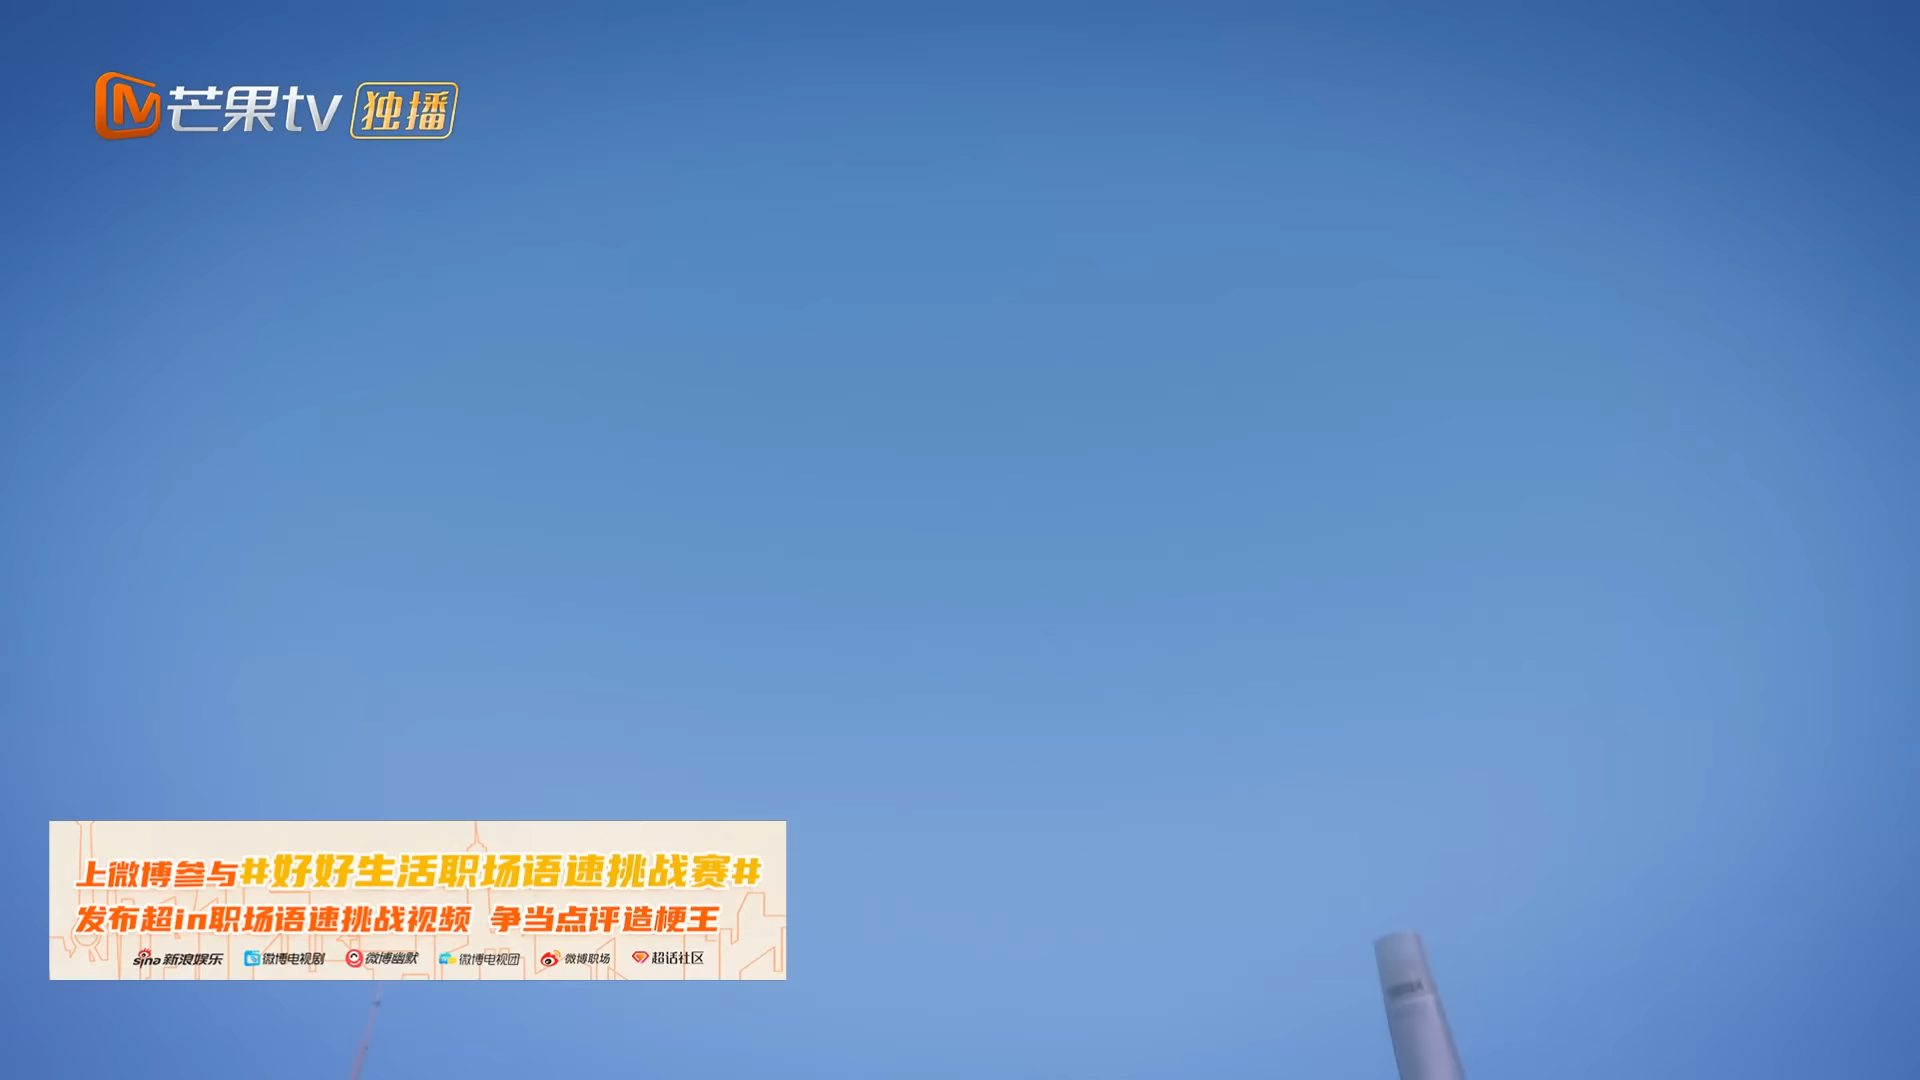 芒果tv 独播
上微博参与#好好生活职场语速挑战赛#
发布超in职场语速挑战视频 争当点评造梗王
sina新浪娱乐 微博电视剧 微博幽默 微博电视团 微博职场 超话社区